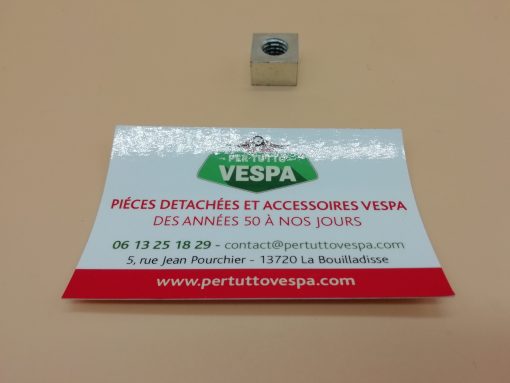 PER TUTTO
VESPA
PIÉCES DETACHÉES ET ACCESSOIRES VESPA
DES ANNÉES 50 À NOS JOURS
06 13 25 18 29 - contact@pertuttovespa.com
5, rue Jean Pourchier - 13720 La Bouilladisse
www.pertuttovespa.com